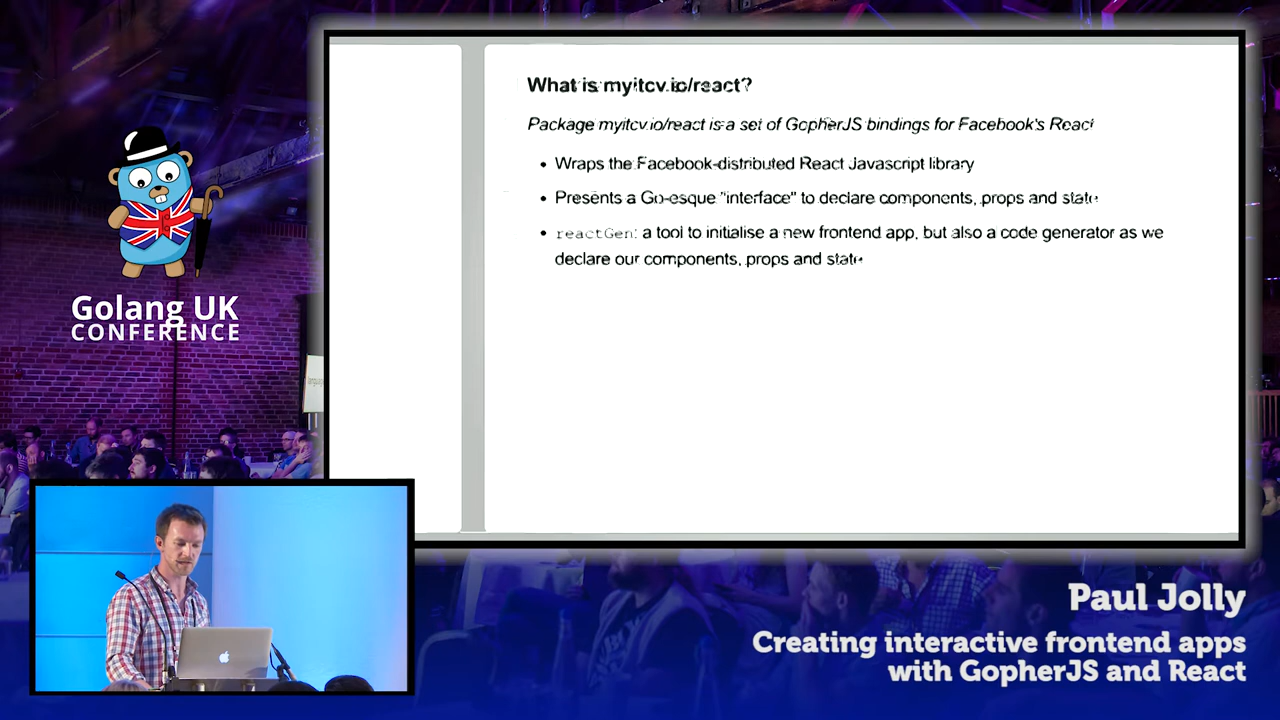 What is myitcv.io/react?
Package myitcv.io/react is a set of GopherJS bindings for Facebook's React
• Wraps the Facebook-distributed React Javascript library
• Presents a Go-esque "interface" to declare components, props and state
• reactGen: a tool to initialise a new frontend app, but also a code generator as we
declare our components, props and state
Golang UK
CONFERENCE
Paul Jolly
Creating interactive frontend apps
with GopherJS and React